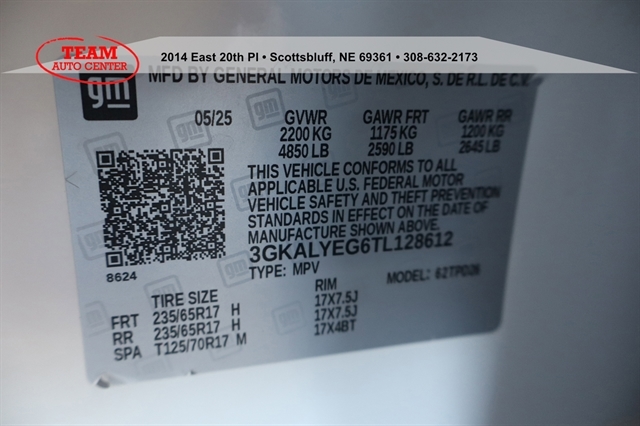 TEAM
AUTO CENTER
2014 East 20th Pl • Scottsbluff, NE 69361 • 308-632-2173
gm
MFD BY GENERAL MOTORS DE MEXICO, S. DE R.L. DE C.V.
05/25 GVWR GAWR FRT GAWR RR
2200 KG 1175 KG 1200 KG
4850 LB 2590 LB 2645 LB
THIS VEHICLE CONFORMS TO ALL
APPLICABLE U.S. FEDERAL MOTOR
VEHICLE SAFETY AND THEFT PREVENTION
STANDARDS IN EFFECT ON THE DATE OF
MANUFACTURE SHOWN ABOVE.
3GKALYEG6TL128612
8624
TYPE: MPV MODEL:
TIRE SIZE RIM
FRT 235/65R17 H 17X7.5J
RR 235/65R17 H 17X7.5J
SPA T125/70R17 M 17X4BT